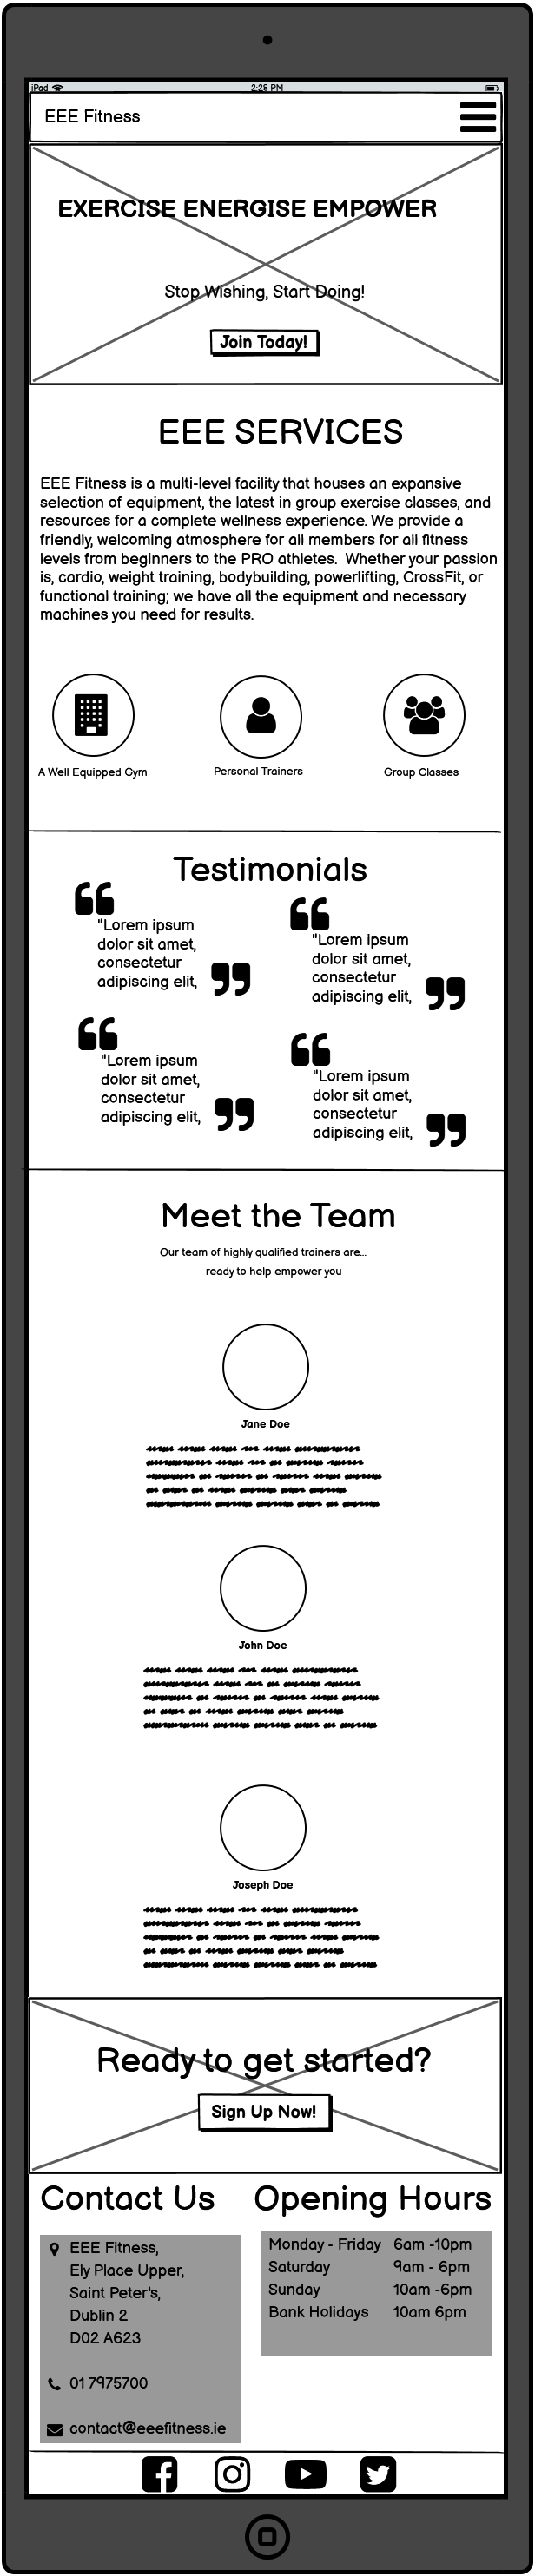 iPad
2:28 PM
EEE Fitness
EXERCISE ENERGISE EMPOWER
Stop Wishing, Start Doing!
Join Today!
EEE SERVICES
EEE Fitness is a multi-level facility that houses an expansive
selection of equipment, the latest in group exercise classes, and
resources for a complete wellness experience. We provide a
friendly, welcoming atmosphere for all members for all fitness
levels from beginners to the PRO athletes.  Whether your passion
is, cardio, weight training, bodybuilding, powerlifting, CrossFit, or
functional training; we have all the equipment and necessary
machines you need for results.
A Well Equipped Gym
Personal Trainers
Group Classes
Testimonials
"Lorem ipsum
dolor sit amet,
consectetur
adipiscing elit,
"Lorem ipsum
dolor sit amet,
consectetur
adipiscing elit,
"Lorem ipsum
dolor sit amet,
consectetur
adipiscing elit,
"Lorem ipsum
dolor sit amet,
consectetur
adipiscing elit,
Meet the Team
Our team of highly qualified trainers are...
ready to help empower you
Jane Doe
John Doe
Joseph Doe
Ready to get started?
Sign Up Now!
Contact Us
EEE Fitness,
Ely Place Upper,
Saint Peter's,
Dublin 2
D02 A623
01 7975700
contact@eeefitness.ie
Opening Hours
Monday - Friday 6am -10pm
Saturday 9am - 6pm
Sunday 10am -6pm
Bank Holidays 10am 6pm